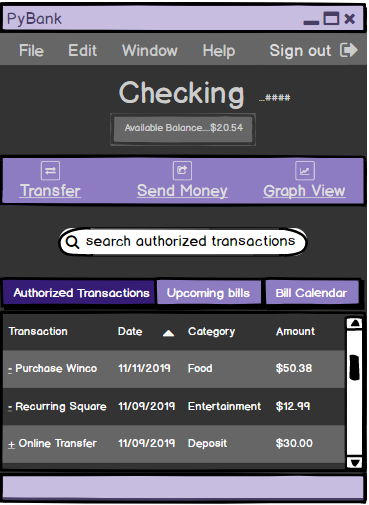 PyBank
File Edit Window Help Sign out
Checking ...####
Available Balance...$20.54
Transfer Send Money Graph View
search authorized transactions
Authorized Transactions Upcoming bills Bill Calendar
Transaction Date Category Amount
- Purchase Winco 11/11/2019 Food $50.38
- Recurring Square 11/09/2019 Entertainment $12.99
+ Online Transfer 11/09/2019 Deposit $30.00